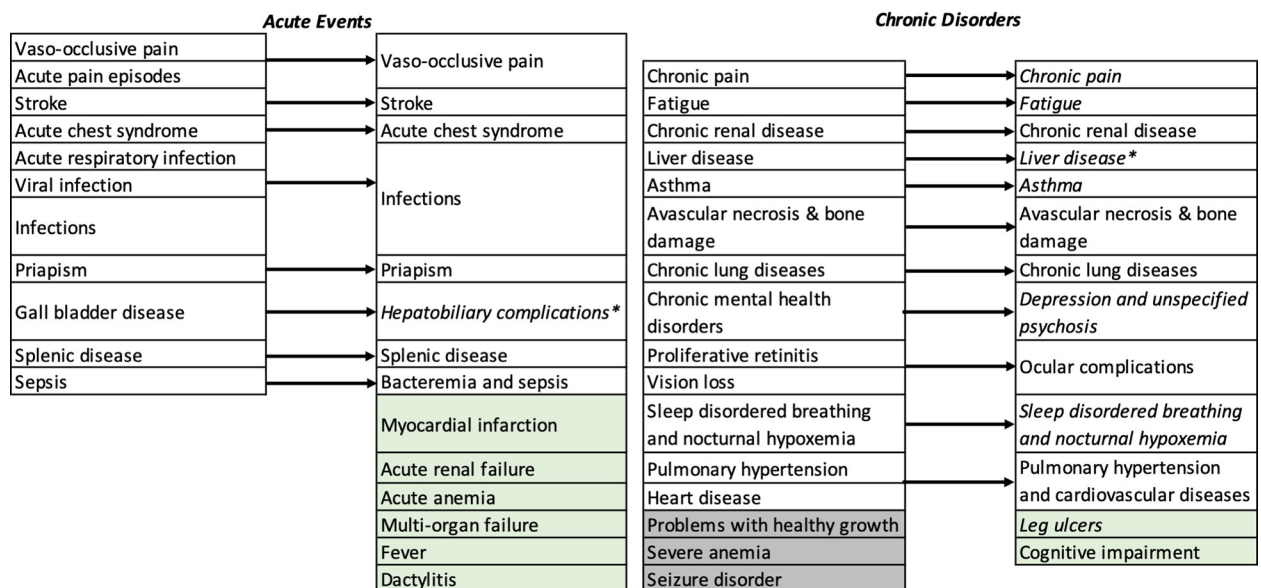 Acute Events
Vaso-occlusive pain
Acute pain episodes
Stroke
Acute chest syndrome
Acute respiratory infection
Viral infection
Infections
Priapism
Gall bladder disease
Splenic disease
Sepsis
Vaso-occlusive pain
Stroke
Acute chest syndrome
Infections
Priapism
Hepatobiliary complications*
Splenic disease
Bacteremia and sepsis
Myocardial infarction
Acute renal failure
Acute anemia
Multi-organ failure
Fever
Dactylitis
Chronic Disorders
Chronic pain
Fatigue
Chronic renal disease
Liver disease
Asthma
Avascular necrosis & bone
damage
Chronic lung diseases
Chronic mental health
disorders
Proliferative retinitis
Vision loss
Sleep disordered breathing
and nocturnal hypoxemia
Pulmonary hypertension
Heart disease
Problems with healthy growth
Severe anemia
Seizure disorder
Chronic pain
Fatigue
Chronic renal disease
Liver disease*
Asthma
Avascular necrosis & bone
damage
Chronic lung diseases
Depression and unspecified
psychosis
Ocular complications
Sleep disordered breathing
and nocturnal hypoxemia
Pulmonary hypertension
and cardiovascular diseases
Leg ulcers
Cognitive impairment